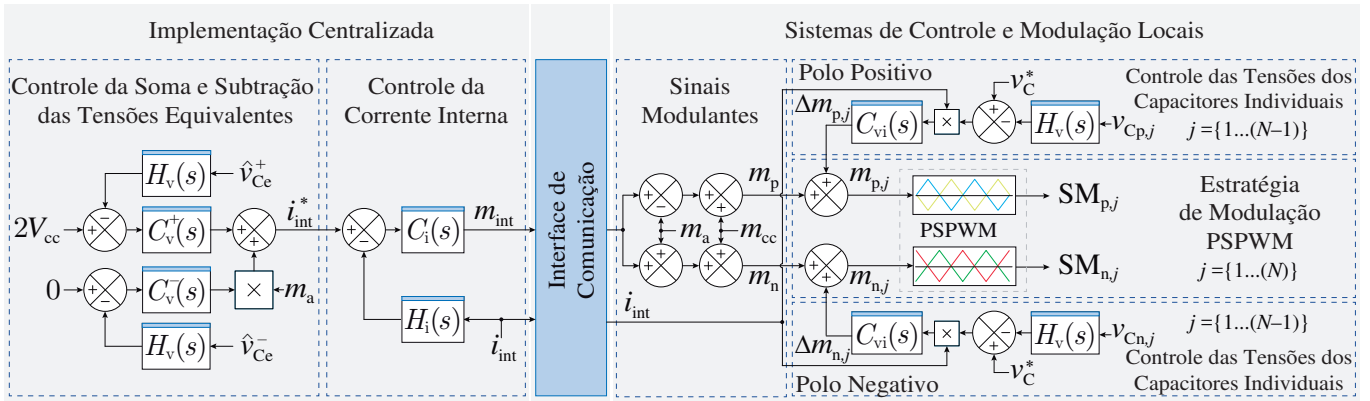 Implementação Centralizada
Sistemas de Controle e Modulação Locais
Controle da Soma e Subtração
das Tensões Equivalentes
H_v(s)
v̂_Ce^+
2V_cc
C_v^+(s)
i_int^*
0
C_v^−(s)
×
m_a
H_v(s)
v̂_Ce^−
Controle da
Corrente Interna
C_i(s)
m_int
H_i(s)
i_int
Interface de
Comunicação
i_int
Sinais
Modulantes
m_p
m_a
m_cc
m_n
Polo Positivo
v_C^*
Δm_p,j
C_vi(s)
×
H_v(s)
v_Cp,j
Controle das Tensões dos
Capacitores Individuais
j={1...(N–1)}
m_p,j
SM_p,j
PSPWM
m_n,j
SM_n,j
Estratégia
de Modulação
PSPWM
j={1...(N)}
Δm_n,j
C_vi(s)
×
H_v(s)
v_Cn,j
v_C^*
j={1...(N–1)}
Controle das Tensões dos
Capacitores Individuais
Polo Negativo